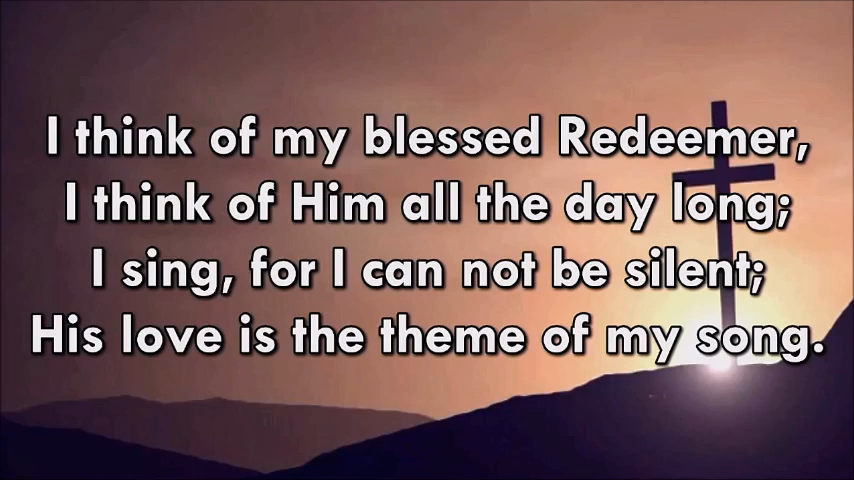 I think of my blessed Redeemer,
I think of Him all the day long;
I sing, for I can not be silent;
His love is the theme of my song.